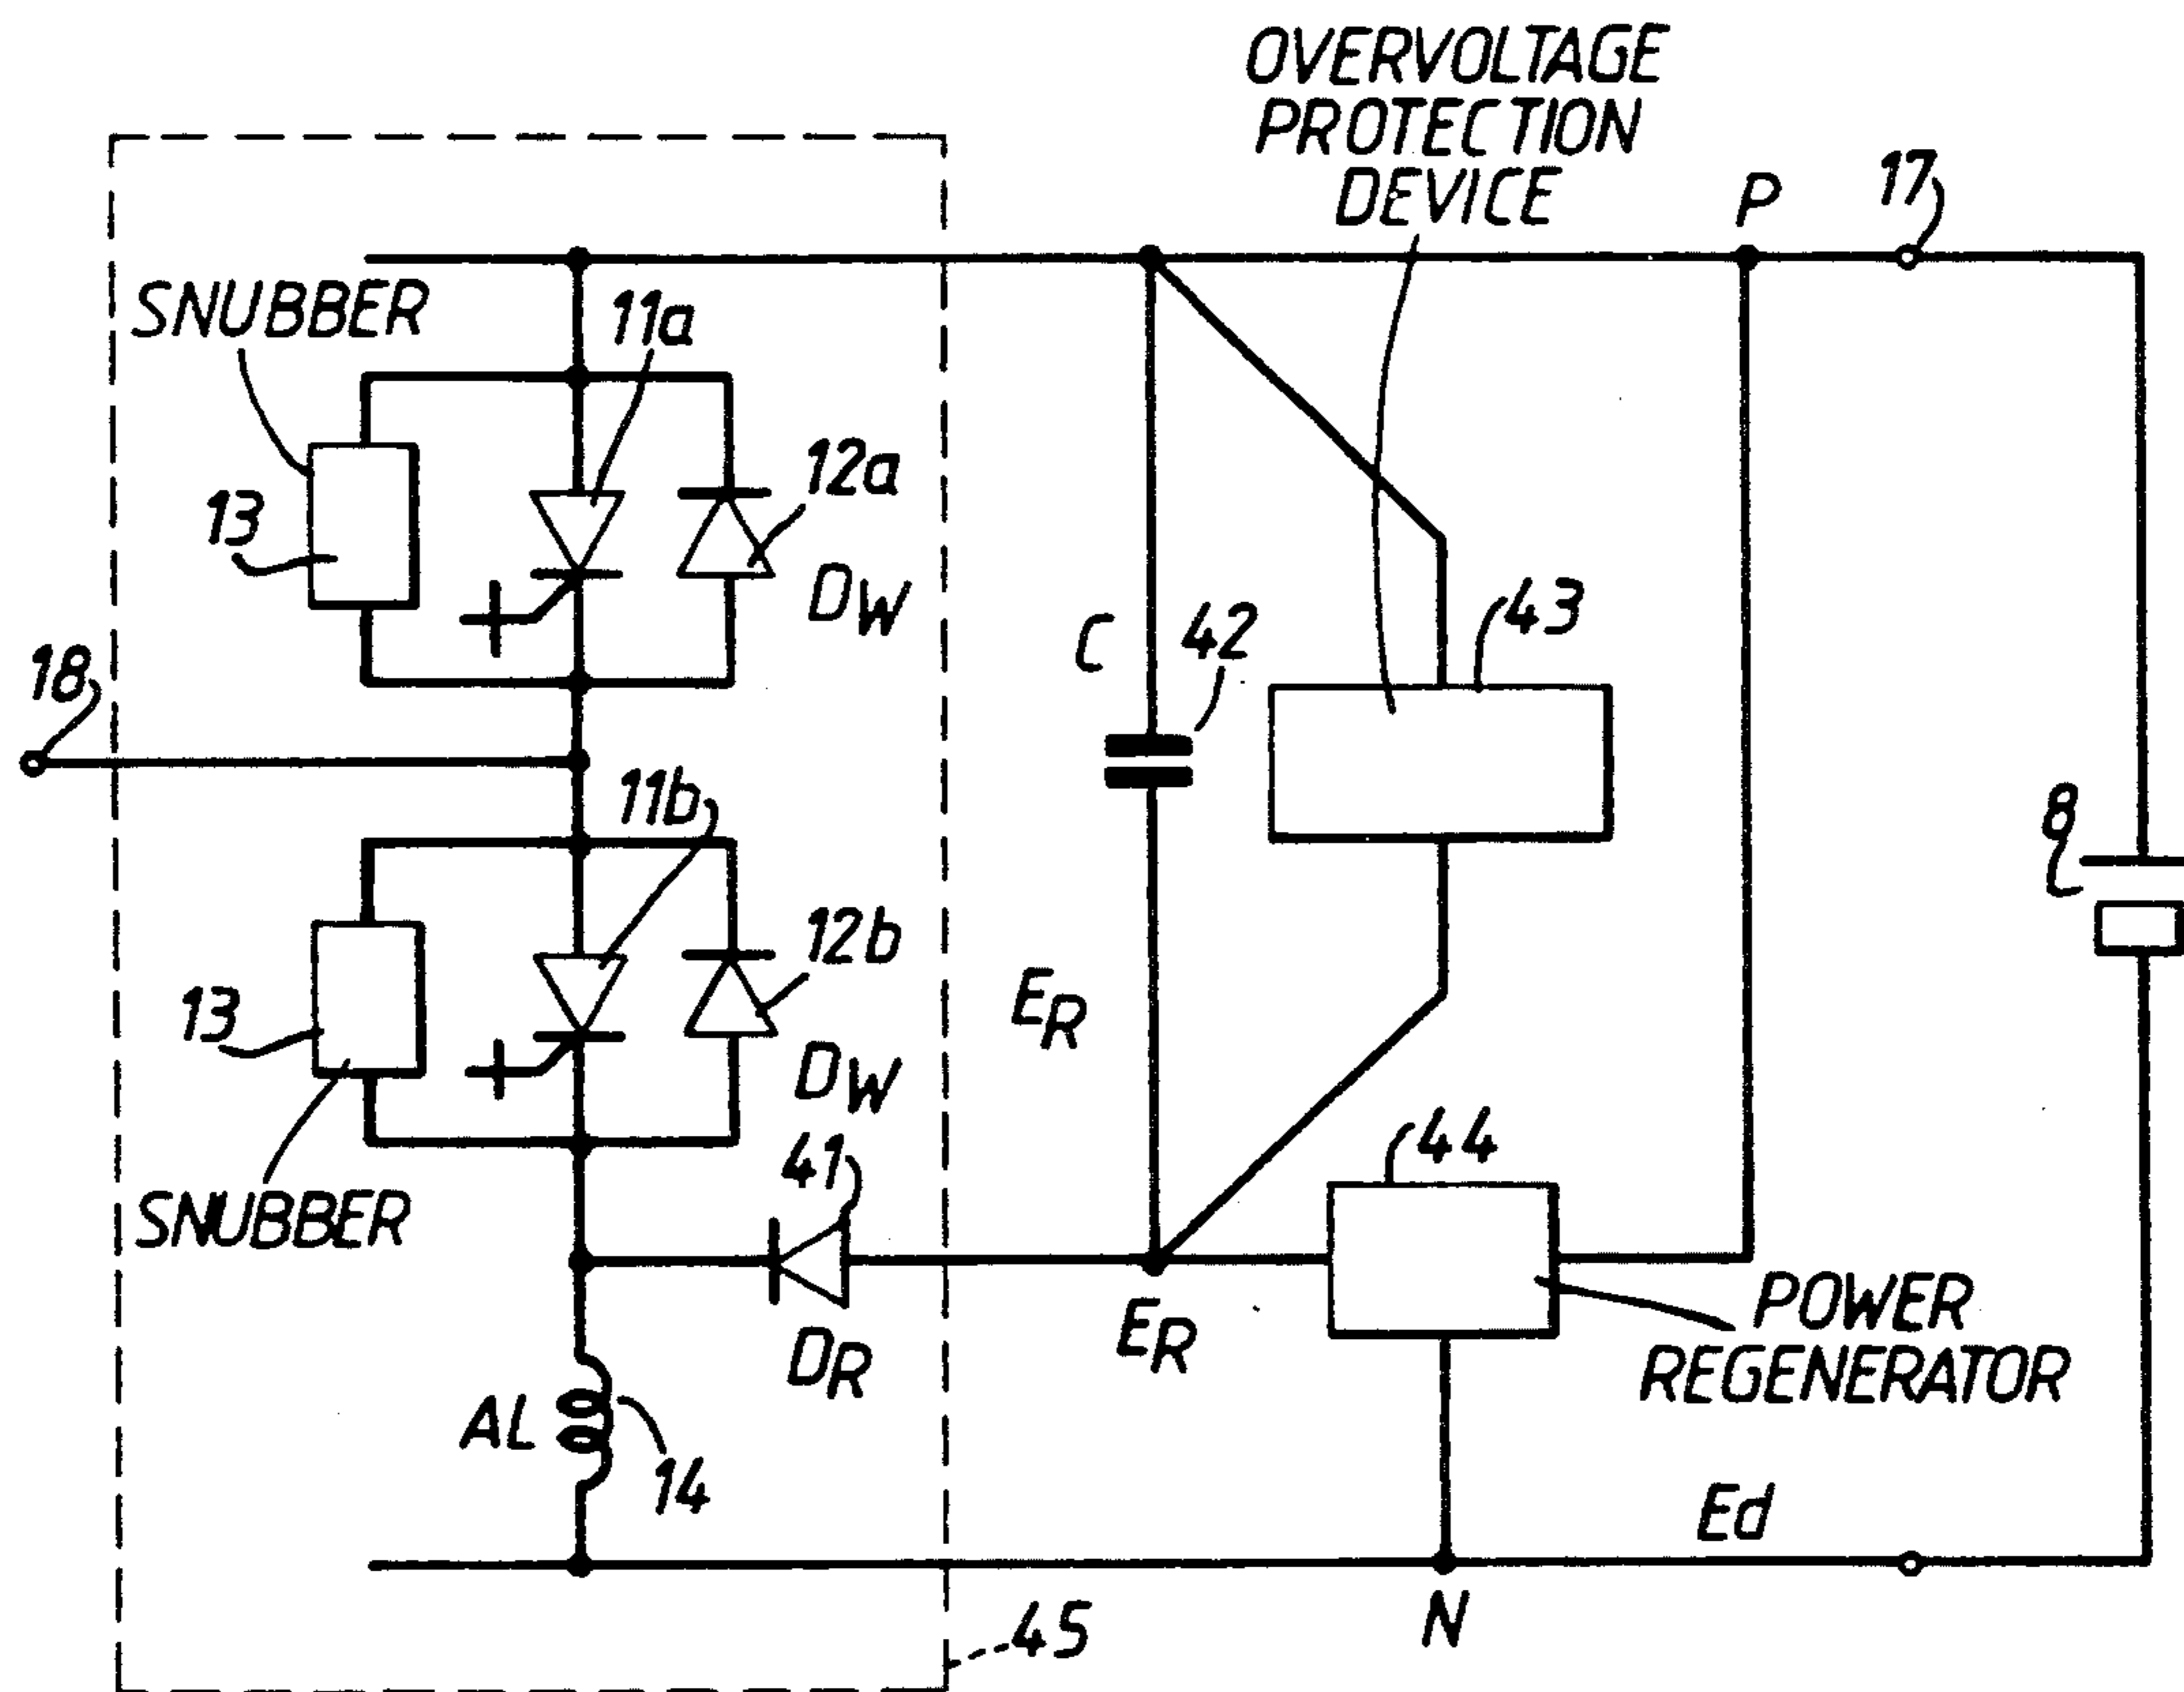 OVERVOLTAGE
PROTECTION
DEVICE
P
17
SNUBBER
11a
12a
13
DW
C
42
43
18
11b
8
12b
13
ER
DW
41
44
SNUBBER
ER
DR
POWER
REGENERATOR
AL
14
Ed
N
45